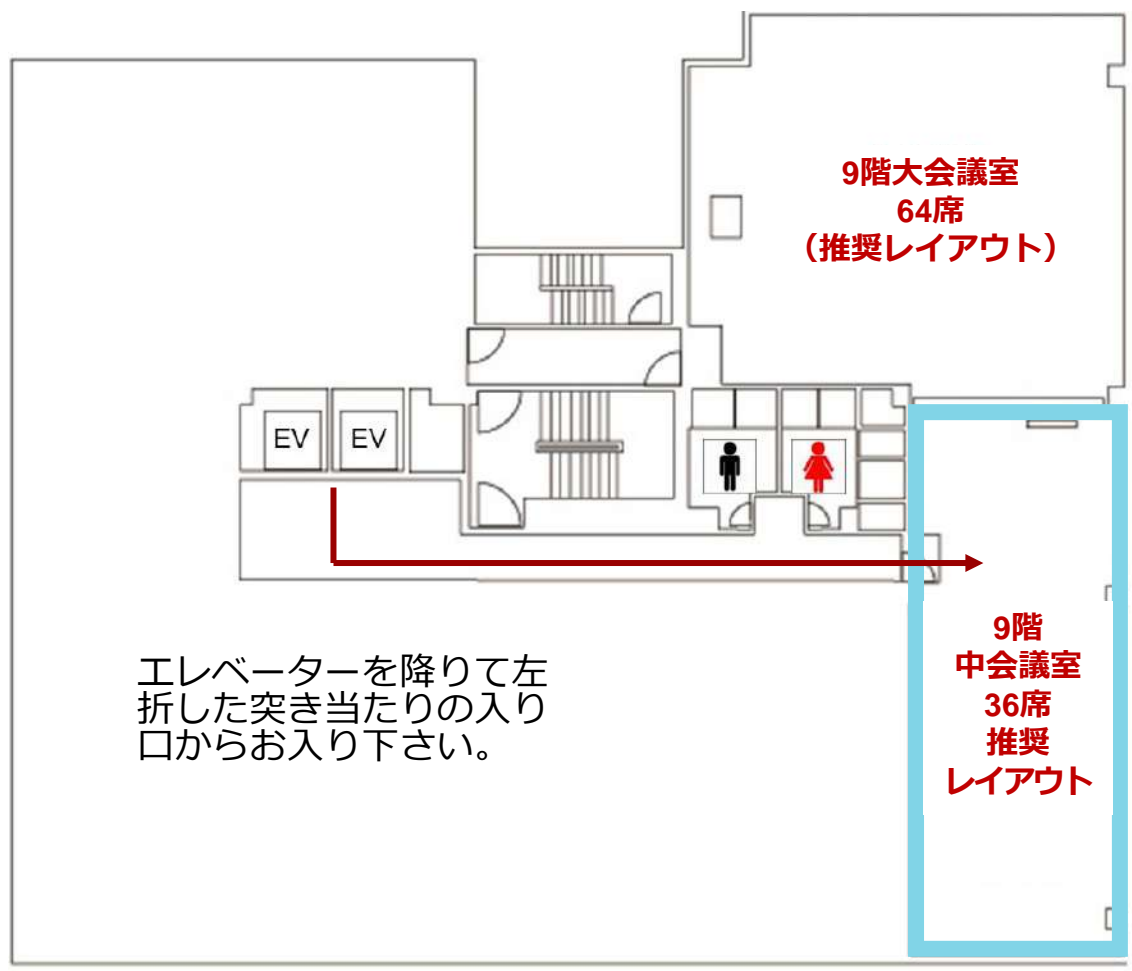 9階大会議室
64席
（推奨レイアウト）
EV
EV
エレベーターを降りて左
折した突き当たりの入り
口からお入り下さい。
9階
中会議室
36席
推奨
レイアウト